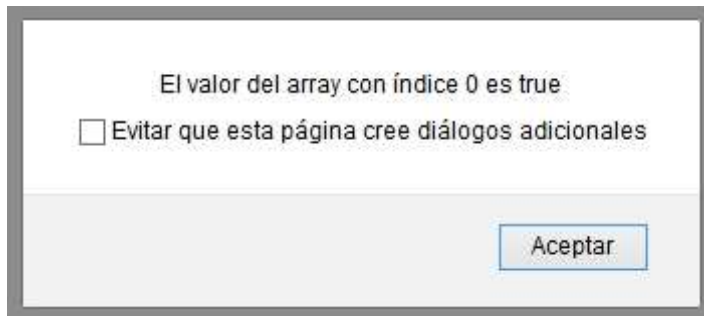 El valor del array con índice 0 es true
Evitar que esta página cree diálogos adicionales
Aceptar